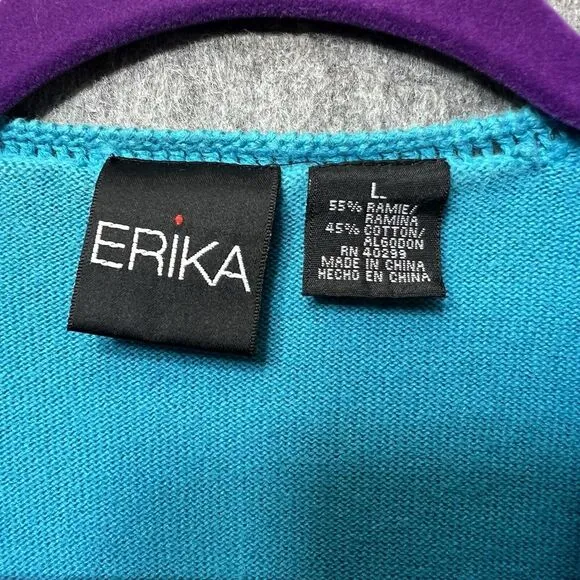 ERiKA
L
55% RAMIE/
RAMINA
45% COTTON/
ALGODON
RN 40299
MADE IN CHINA
HECHO EN CHINA